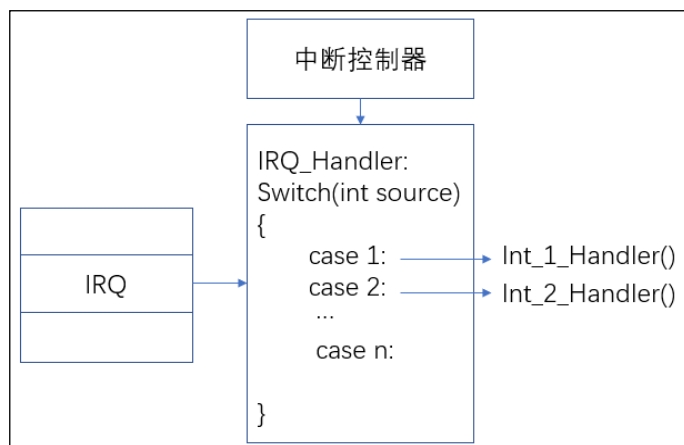 中断控制器
IRQ_Handler:
Switch(int source)
{
case 1:
Int_1_Handler()
IRQ
case 2:
Int_2_Handler()
...
case n:
}